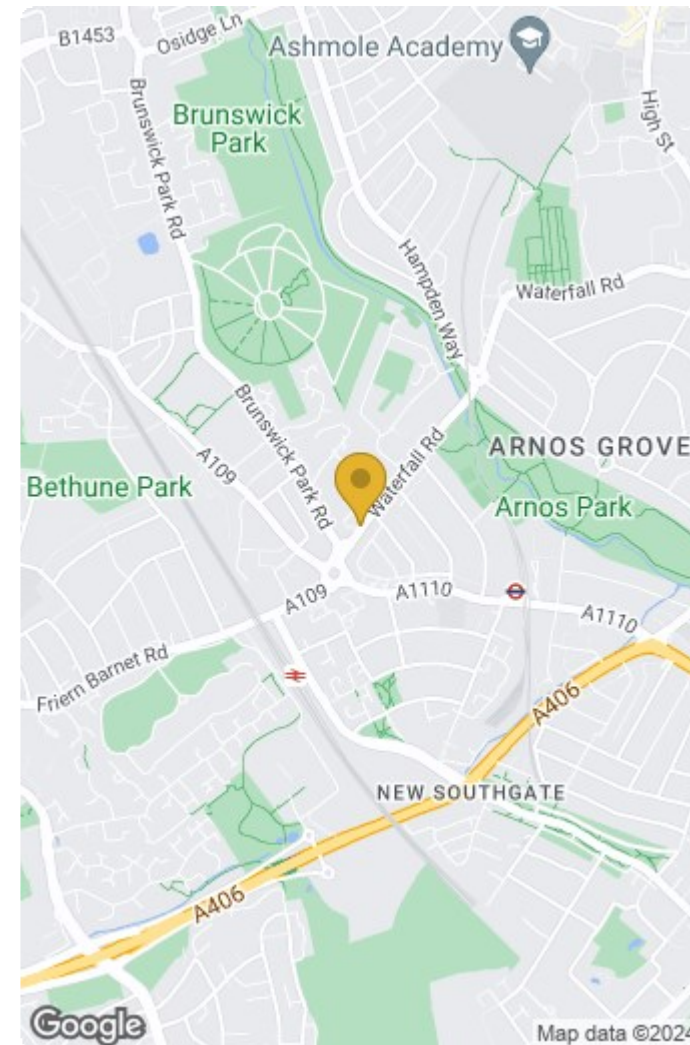 B1453
Osidge Ln
Ashmole Academy
Brunswick
Park
High St
Brunswick Park Rd
Hampden Way
Waterfall Rd
Brunswick Park Rd
Waterfall Rd
ARNOS GROVE
A109
Bethune Park
Arnos Park
A109
A1110
A1110
Friern Barnet Rd
A406
NEW SOUTHGATE
A406
Google
Map data ©2024